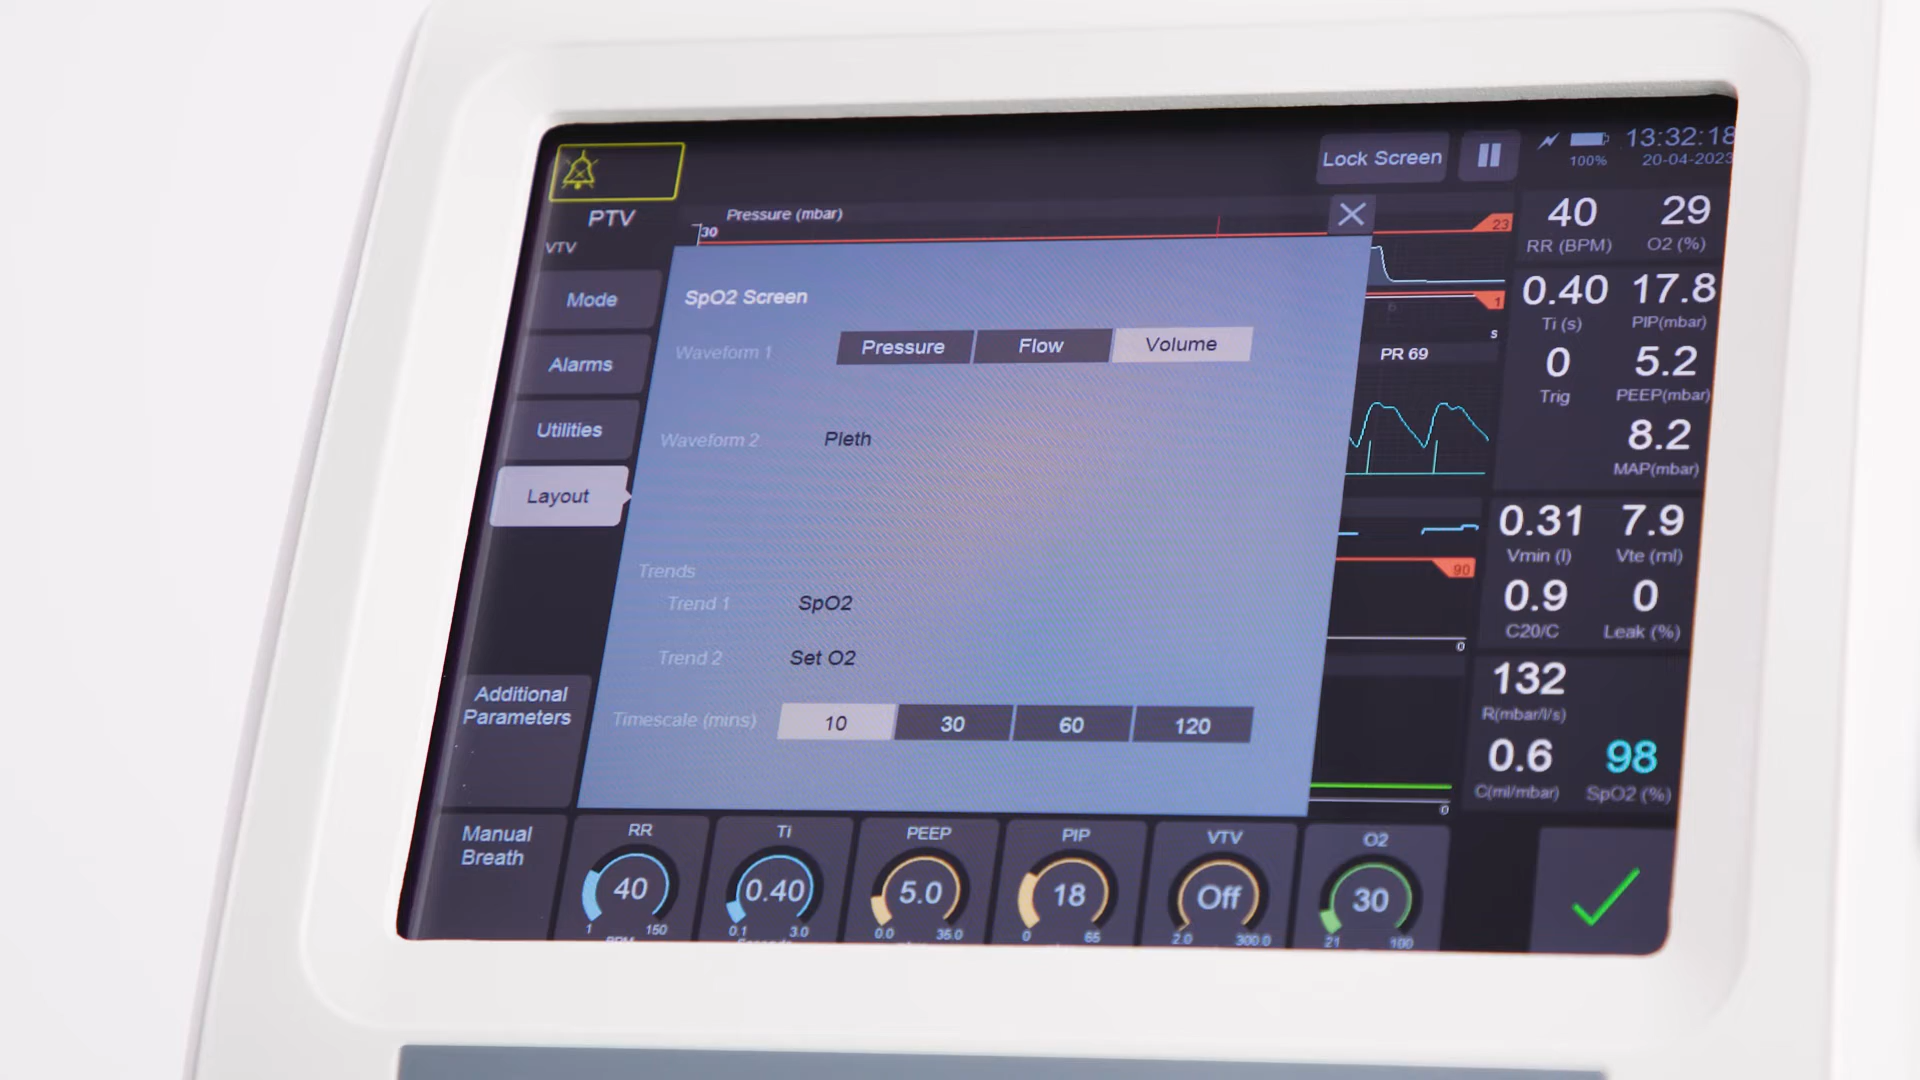 Lock Screen
100%
13:32:18
20-04-2023
PTV
VTV
Pressure (mbar)
30
23
Mode
Alarms
Utilities
Layout
Additional
Parameters
Manual
Breath
SpO2 Screen
Waveform 1
Pressure
Flow
Volume
Waveform 2
Pleth
Trends
Trend 1
SpO2
Trend 2
Set O2
Timescale (mins)
10
30
60
120
1
6
s
PR 69
90
0
0
40
29
RR (BPM)
O2 (%)
0.40
17.8
Ti (s)
PIP(mbar)
0
5.2
Trig
PEEP(mbar)
8.2
MAP(mbar)
0.31
7.9
Vmin (l)
Vte (ml)
0.9
0
C20/C
Leak (%)
132
R(mbar/l/s)
0.6
98
C(ml/mbar)
SpO2 (%)
RR
40
1
150
Ti
0.40
0.1
3.0
PEEP
5.0
0.0
35.0
PIP
18
0
65
VTV
Off
2.0
300.0
O2
30
21
100